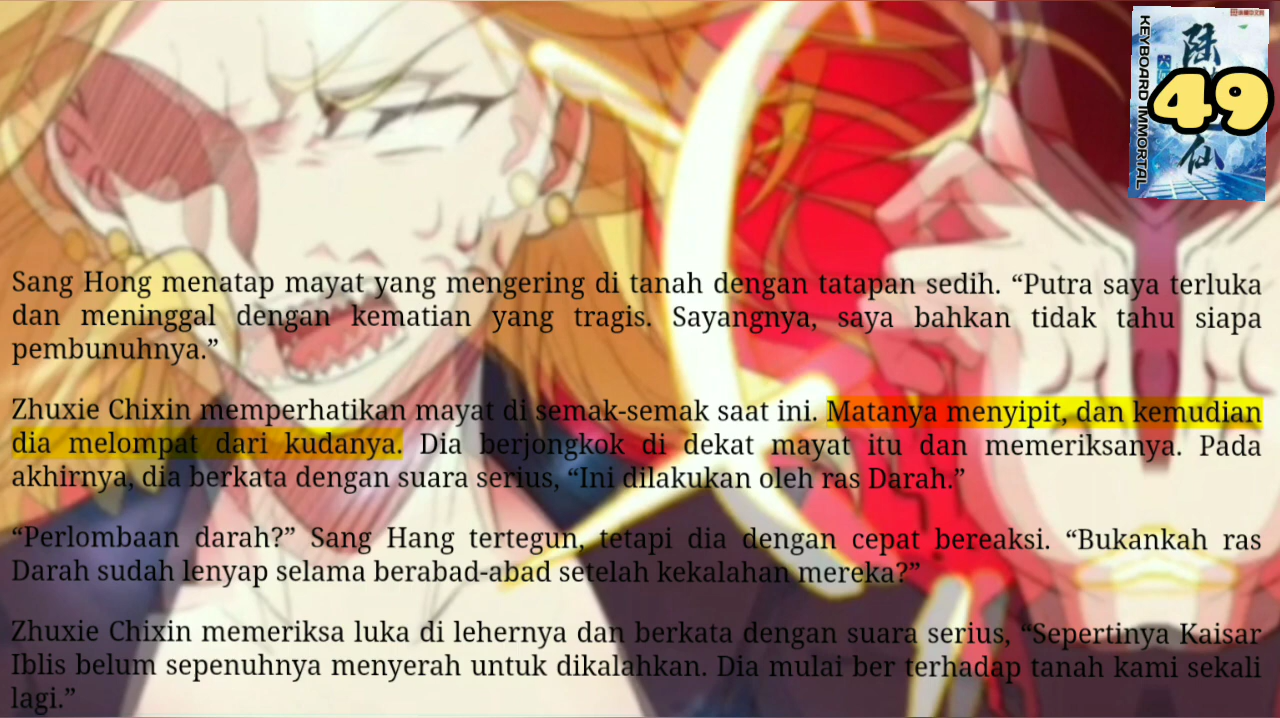 KEYBOARD IMMORTAL
49
Sang Hong menatap mayat yang mengering di tanah dengan tatapan sedih. “Putra saya terluka
dan meninggal dengan kematian yang tragis. Sayangnya, saya bahkan tidak tahu siapa
pembunuhnya.”
Zhuxie Chixin memperhatikan mayat di semak-semak saat ini. Matanya menyipit, dan kemudian
dia melompat dari kudanya. Dia berjongkok di dekat mayat itu dan memeriksanya. Pada
akhirnya, dia berkata dengan suara serius, “Ini dilakukan oleh ras Darah.”
“Perlombaan darah?” Sang Hang tertegun, tetapi dia dengan cepat bereaksi. “Bukankah ras
Darah sudah lenyap selama berabad-abad setelah kekalahan mereka?”
Zhuxie Chixin memeriksa luka di lehernya dan berkata dengan suara serius, “Sepertinya Kaisar
Iblis belum sepenuhnya menyerah untuk dikalahkan. Dia mulai ber terhadap tanah kami sekali
lagi.”